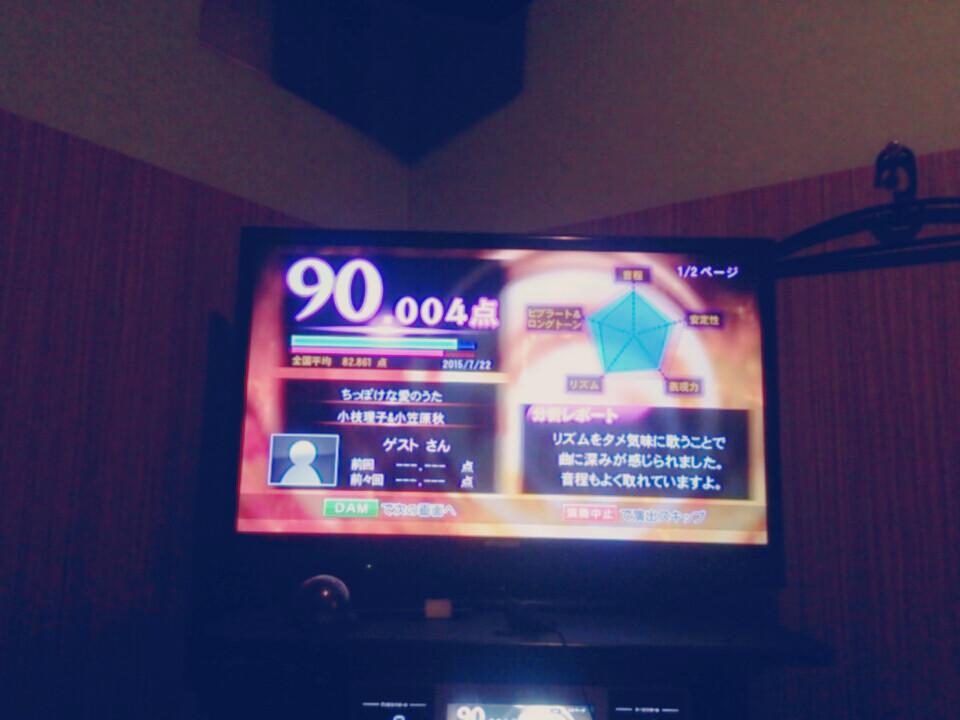 90.004点
全国平均 82.861 点 2015/7/22
ちっぽけな愛のうた
小枝理子&小笠原秋
ゲスト さん
前回 ---.--- 点
前々回 ---.--- 点
DAM で次の画面へ
1/2 ページ
音程
ビブラート&
ロングトーン
安定性
リズム
表現力
分析レポート
リズムをタメ気味に歌うことで
曲に深みが感じられました。
音程もよく取れていますよ。
演奏中止 で演出スキップ
90